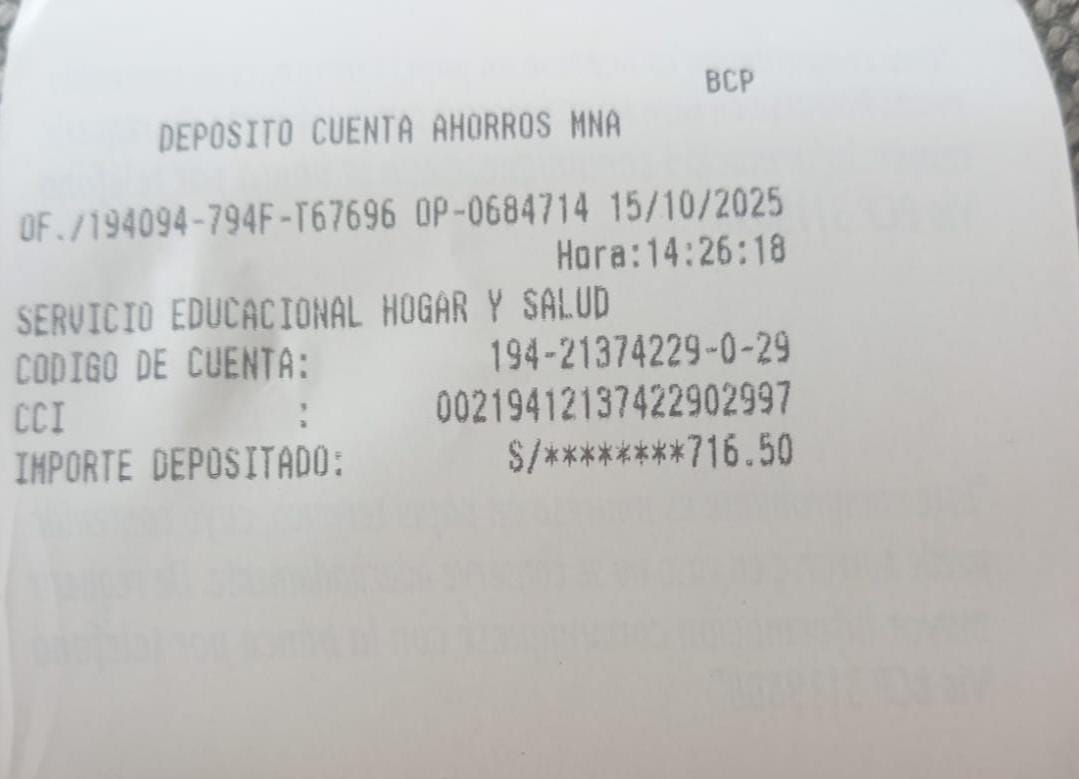 BCP
DEPOSITO CUENTA AHORROS MNA
OF./194094-794F-T67696 OP-0684714 15/10/2025
Hora:14:26:18
SERVICIO EDUCACIONAL HOGAR Y SALUD
CODIGO DE CUENTA: 194-21374229-0-29
CCI : 00219412137422902997
IMPORTE DEPOSITADO: S/********716.50